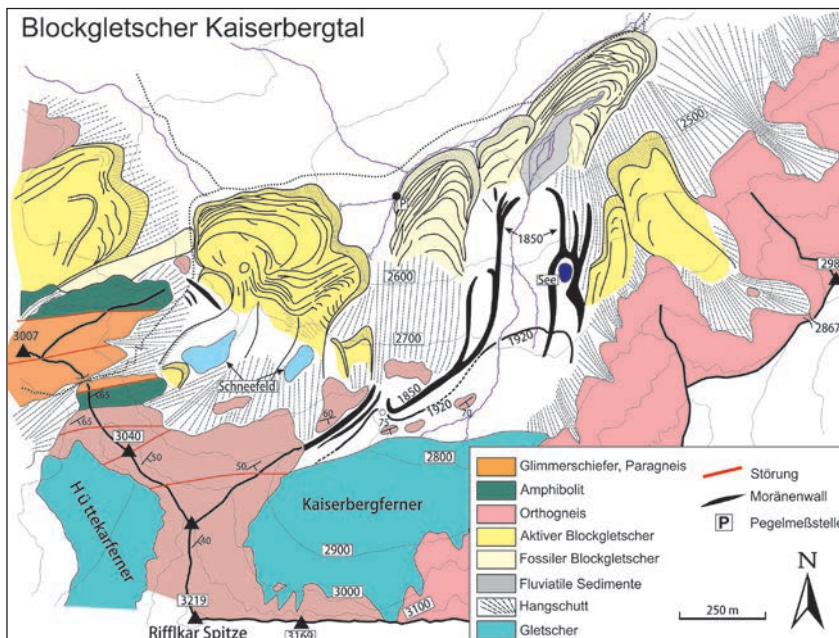 Blockgletscher Kaiserbergtal
2500
P
1850
2600
See
298
3007
2700
1920
2867
Schneefeld
1850
1920
65
60
75
70
65
3040
50
50
2800
Hüttekarferner
Kaiserbergferner
40
2900
3000
3219
3100
Rifflkar Spitze
3169
Glimmerschiefer, Paragneis
Amphibolit
Orthogneis
Aktiver Blockgletscher
Fossiler Blockgletscher
Fluviatile Sedimente
Hangschutt
Gletscher
Störung
Moränenwall
P Pegelmeßstelle
N
250 m